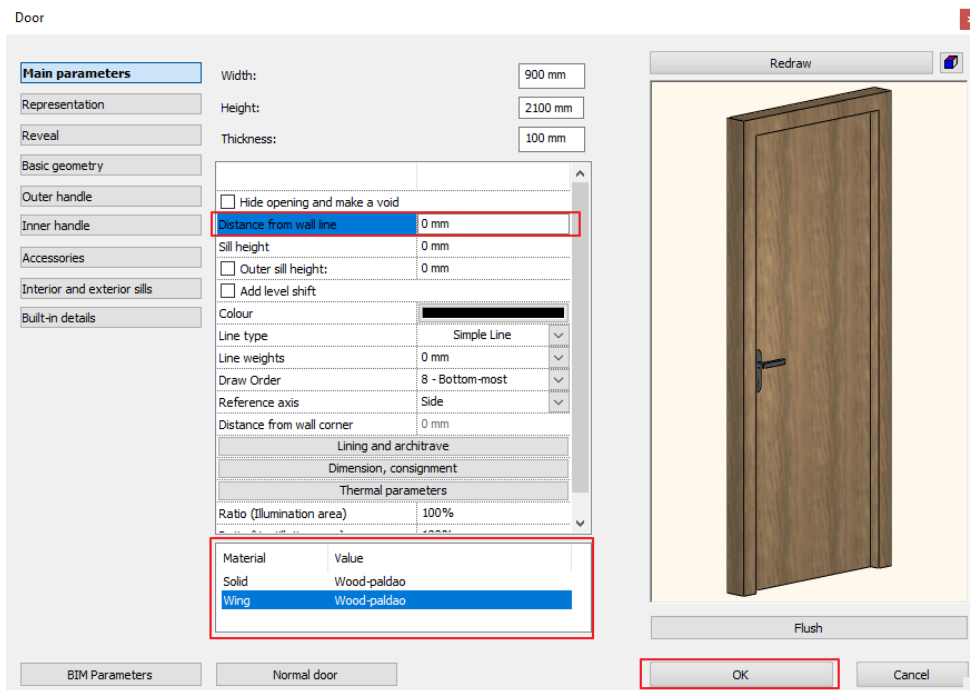 Door
Main parameters
Representation
Reveal
Basic geometry
Outer handle
Inner handle
Accessories
Interior and exterior sills
Built-in details
Width: 900 mm
Height: 2100 mm
Thickness: 100 mm
Hide opening and make a void
Distance from wall line 0 mm
Sill height 0 mm
Outer sill height: 0 mm
Add level shift
Colour
Line type Simple Line
Line weights 0 mm
Draw Order 8 - Bottom-most
Reference axis Side
Distance from wall corner 0 mm
Lining and architrave
Dimension, consignment
Thermal parameters
Ratio (Illumination area) 100%
Material Value
Solid Wood-paldao
Wing Wood-paldao
Redraw
Flush
BIM Parameters
Normal door
OK
Cancel